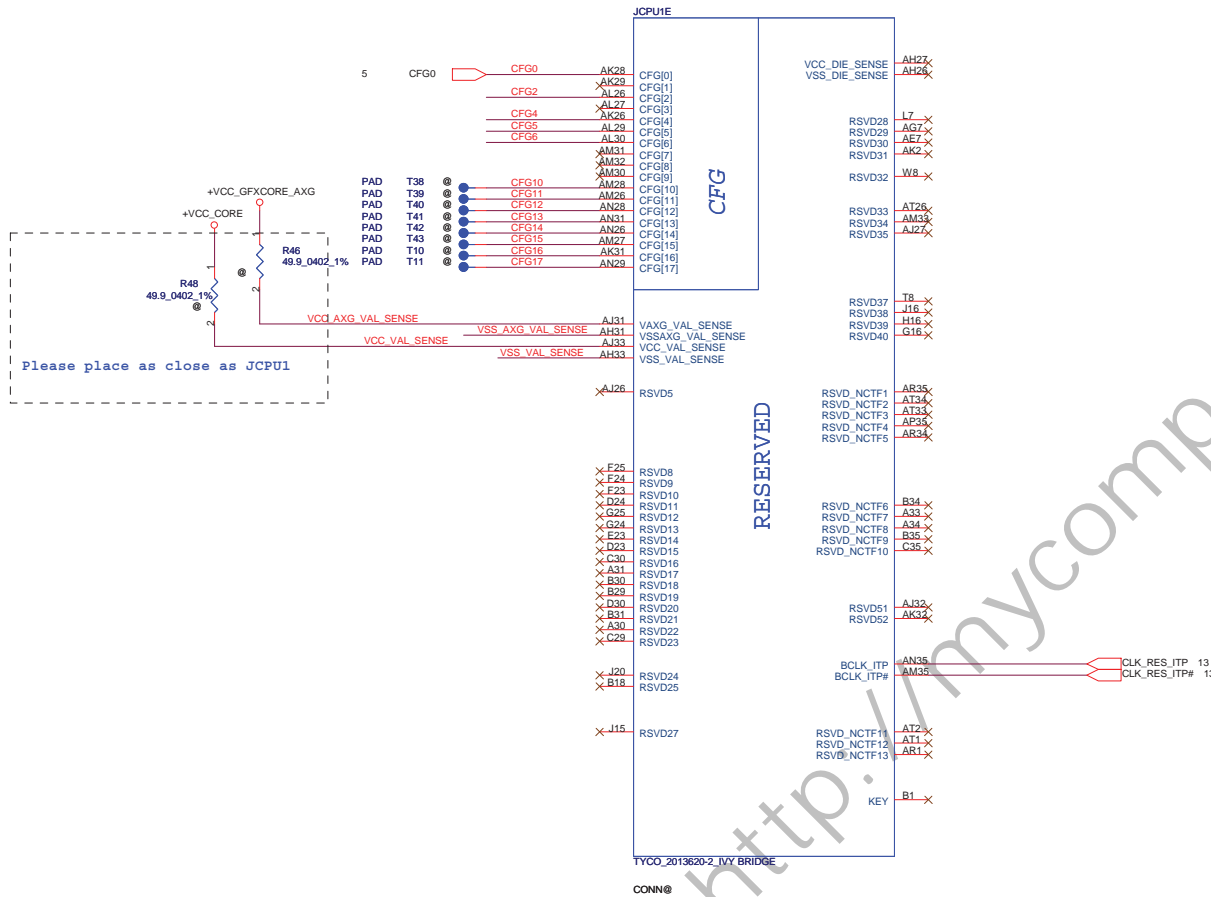 JCPU1E
5 CFG0 CFG0 AK28 CFG[0]
AK29 CFG[1]
CFG2 AL26 CFG[2]
AL27 CFG[3]
CFG4 AK26 CFG[4]
CFG5 AL29 CFG[5]
CFG6 AL30 CFG[6]
AM31 CFG[7]
AM32 CFG[8]
AM30 CFG[9]
PAD T38 @ CFG10 AM28 CFG[10]
PAD T39 @ CFG11 AM26 CFG[11]
PAD T40 @ CFG12 AN28 CFG[12]
PAD T41 @ CFG13 AN31 CFG[13]
PAD T42 @ CFG14 AN26 CFG[14]
PAD T43 @ CFG15 AM27 CFG[15]
PAD T10 @ CFG16 AK31 CFG[16]
PAD T11 @ CFG17 AN29 CFG[17]
CFG
+VCC_GFXCORE_AXG
+VCC_CORE
1
R46
49.9_0402_1%
@
2
1
R48
49.9_0402_1%
@
2
Please place as close as JCPU1
VCC_AXG_VAL_SENSE AJ31 VAXG_VAL_SENSE
VSS_AXG_VAL_SENSE AH31 VSSAXG_VAL_SENSE
VCC_VAL_SENSE AJ33 VCC_VAL_SENSE
VSS_VAL_SENSE AH33 VSS_VAL_SENSE
AJ26 RSVD5
F25 RSVD8
F24 RSVD9
F23 RSVD10
D24 RSVD11
G25 RSVD12
G24 RSVD13
E23 RSVD14
D23 RSVD15
C30 RSVD16
A31 RSVD17
B30 RSVD18
B29 RSVD19
D30 RSVD20
B31 RSVD21
A30 RSVD22
C29 RSVD23
J20 RSVD24
B18 RSVD25
J15 RSVD27
RESERVED
VCC_DIE_SENSE AH27
VSS_DIE_SENSE AH26
RSVD28 L7
RSVD29 AG7
RSVD30 AE7
RSVD31 AK2
RSVD32 W8
RSVD33 AT26
RSVD34 AM33
RSVD35 AJ27
RSVD37 T8
RSVD38 J16
RSVD39 H16
RSVD40 G16
RSVD_NCTF1 AR35
RSVD_NCTF2 AT34
RSVD_NCTF3 AT33
RSVD_NCTF4 AP35
RSVD_NCTF5 AR34
RSVD_NCTF6 B34
RSVD_NCTF7 A33
RSVD_NCTF8 A34
RSVD_NCTF9 B35
RSVD_NCTF10 C35
RSVD51 AJ32
RSVD52 AK32
BCLK_ITP AN35 CLK_RES_ITP 13
BCLK_ITP# AM35 CLK_RES_ITP# 13
RSVD_NCTF11 AT2
RSVD_NCTF12 AT1
RSVD_NCTF13 AR1
KEY B1
TYCO_2013620-2_IVY BRIDGE
CONN@
http://mycomp